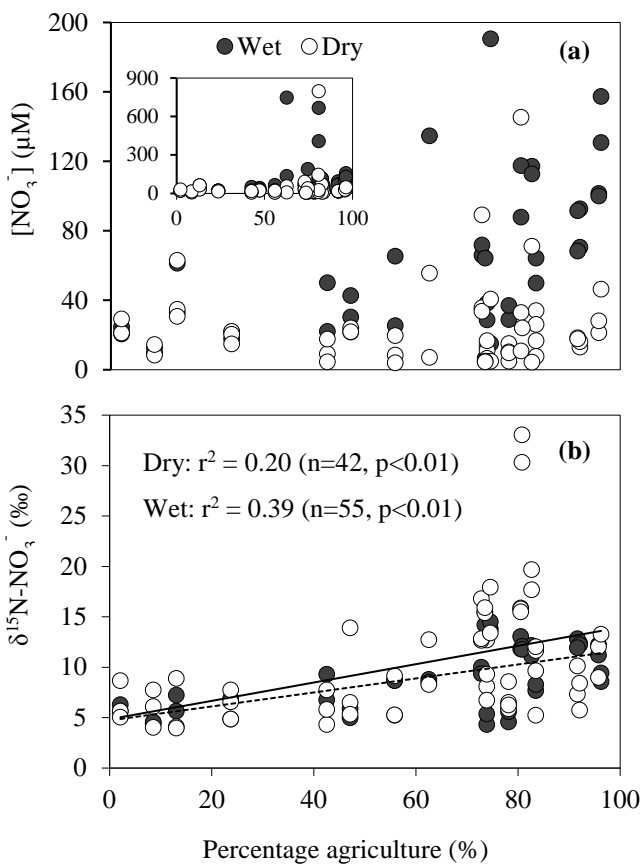 200
160
120
80
40
0
[NO₃⁻] (µM)
Wet Dry
(a)
900
600
300
0
0 50 100
35
30
25
20
15
10
5
0
δ¹⁵N-NO₃⁻ (‰)
(b)
Dry: r² = 0.20 (n=42, p<0.01)
Wet: r² = 0.39 (n=55, p<0.01)
0 20 40 60 80 100
Percentage agriculture (%)